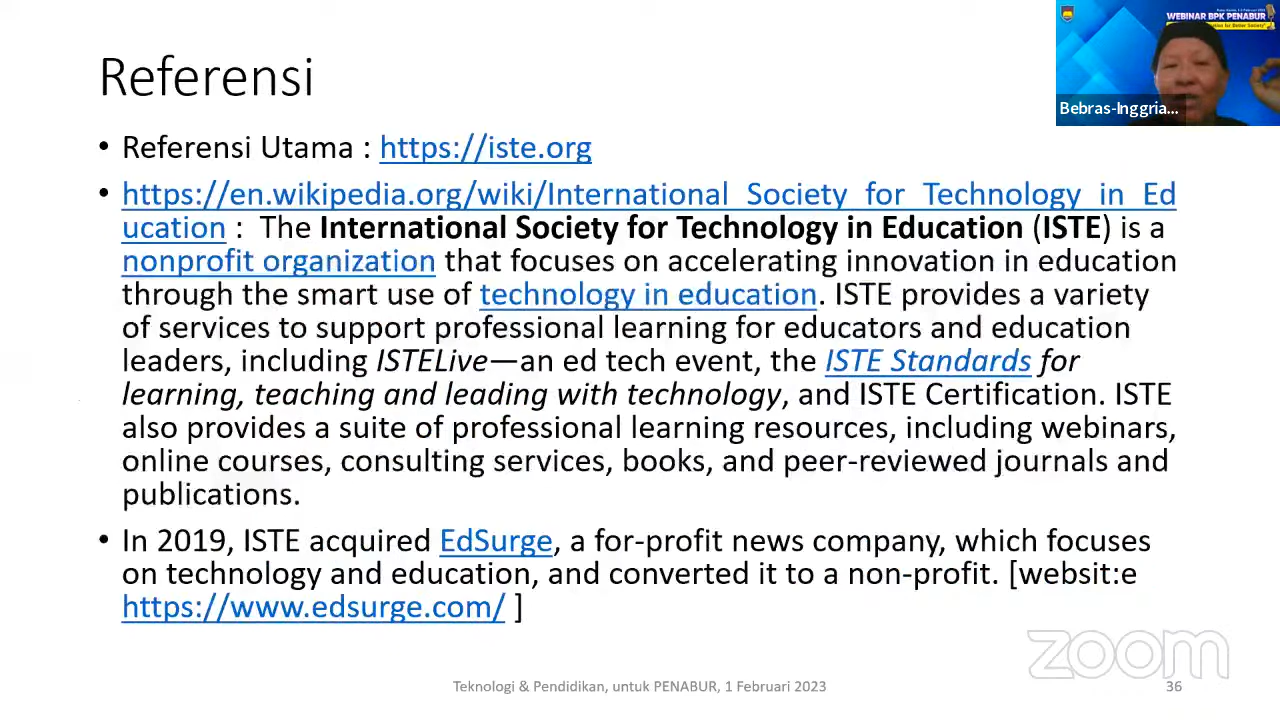 Referensi
WEBINAR BPK PENABUR
Bebras-Inggria...
• Referensi Utama : https://iste.org
• https://en.wikipedia.org/wiki/International_Society_for_Technology_in_Ed
ucation : The International Society for Technology in Education (ISTE) is a
nonprofit organization that focuses on accelerating innovation in education
through the smart use of technology in education. ISTE provides a variety
of services to support professional learning for educators and education
leaders, including ISTELive—an ed tech event, the ISTE Standards for
learning, teaching and leading with technology, and ISTE Certification. ISTE
also provides a suite of professional learning resources, including webinars,
online courses, consulting services, books, and peer-reviewed journals and
publications.
• In 2019, ISTE acquired EdSurge, a for-profit news company, which focuses
on technology and education, and converted it to a non-profit. [websit:e
https://www.edsurge.com/ ]
zoom
Teknologi & Pendidikan, untuk PENABUR, 1 Februari 2023
36